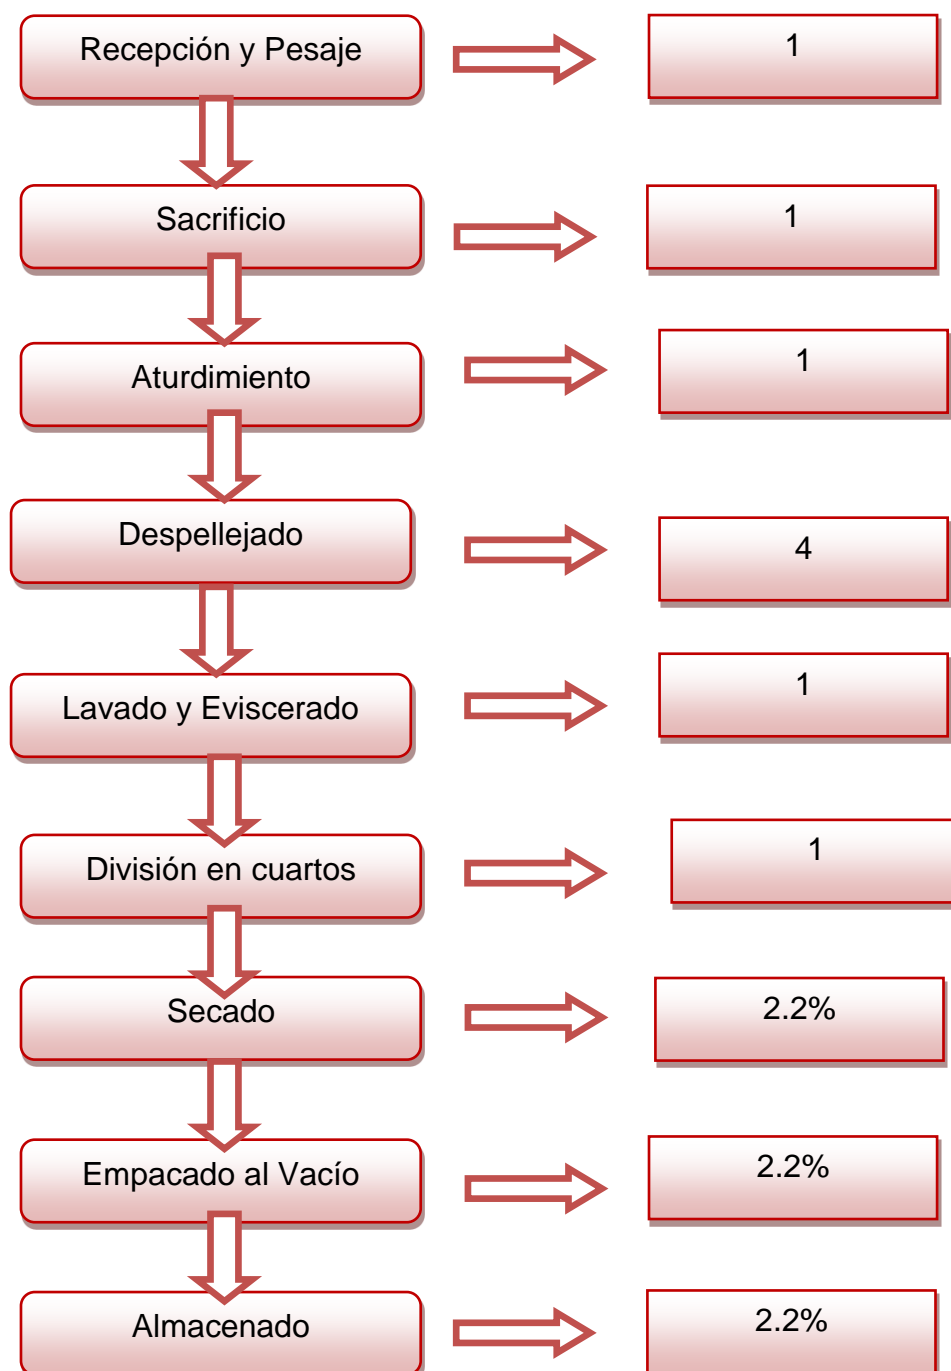 Recepción y Pesaje
1
Sacrificio
1
Aturdimiento
1
Despellejado
4
Lavado y Eviscerado
1
División en cuartos
1
Secado
2.2%
Empacado al Vacío
2.2%
Almacenado
2.2%